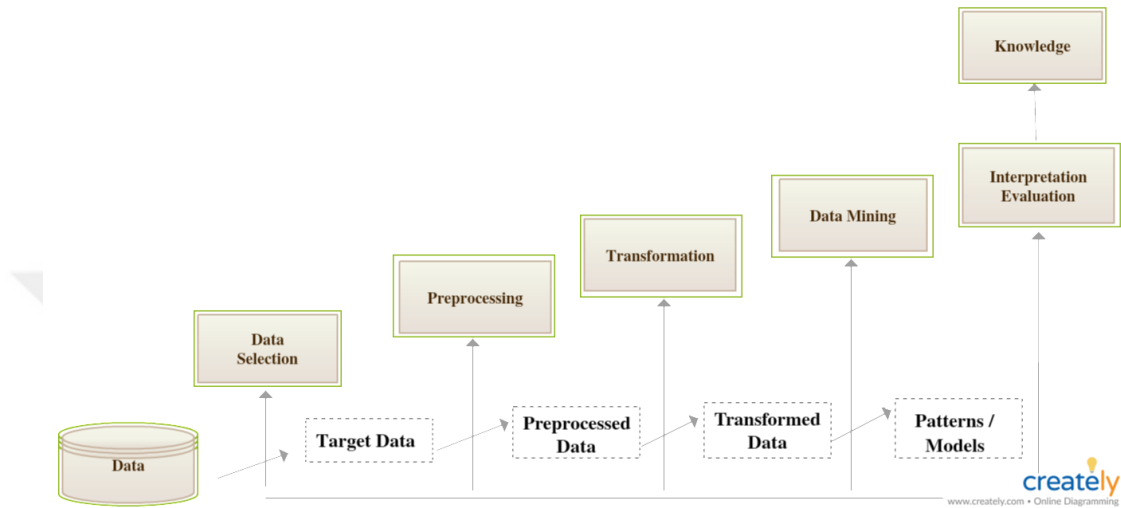 Knowledge
Interpretation
Evaluation
Data Mining
Transformation
Preprocessing
Data
Selection
Target Data
Preprocessed
Data
Transformed
Data
Patterns /
Models
Data
creately
www.creately.com • Online Diagramming